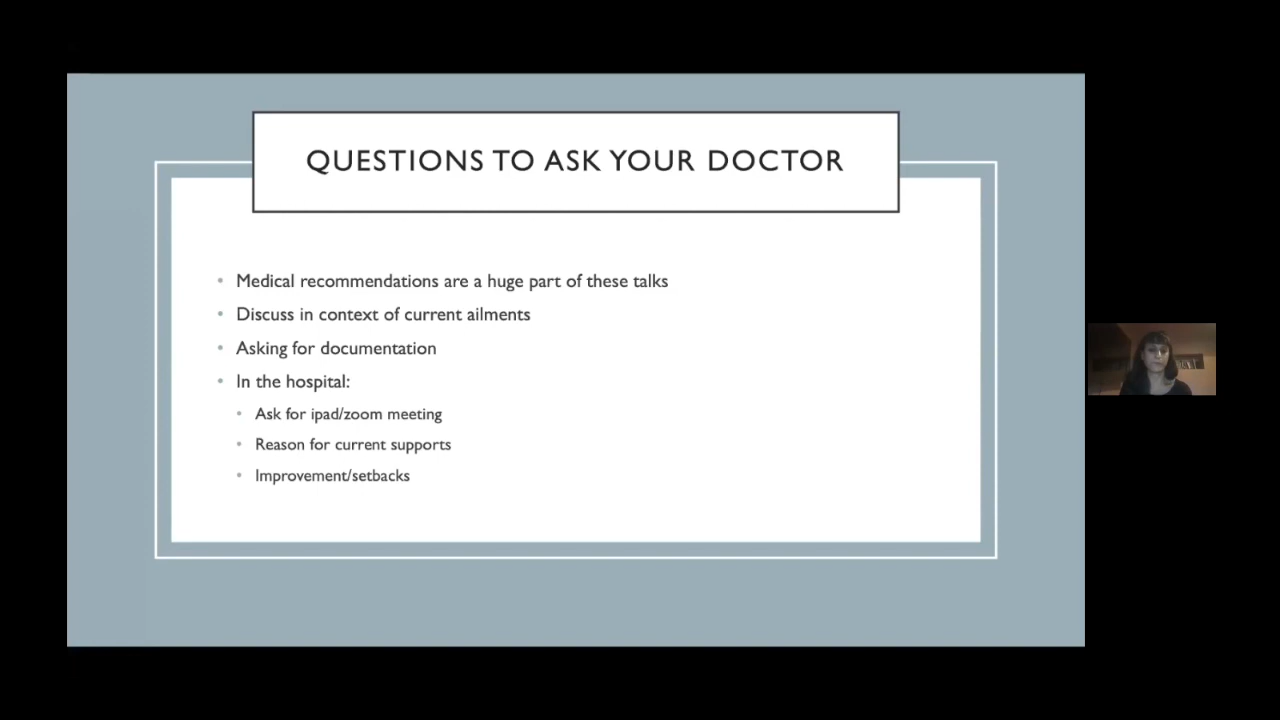 QUESTIONS TO ASK YOUR DOCTOR
• Medical recommendations are a huge part of these talks
• Discuss in context of current ailments
• Asking for documentation
• In the hospital:
• Ask for ipad/zoom meeting
• Reason for current supports
• Improvement/setbacks